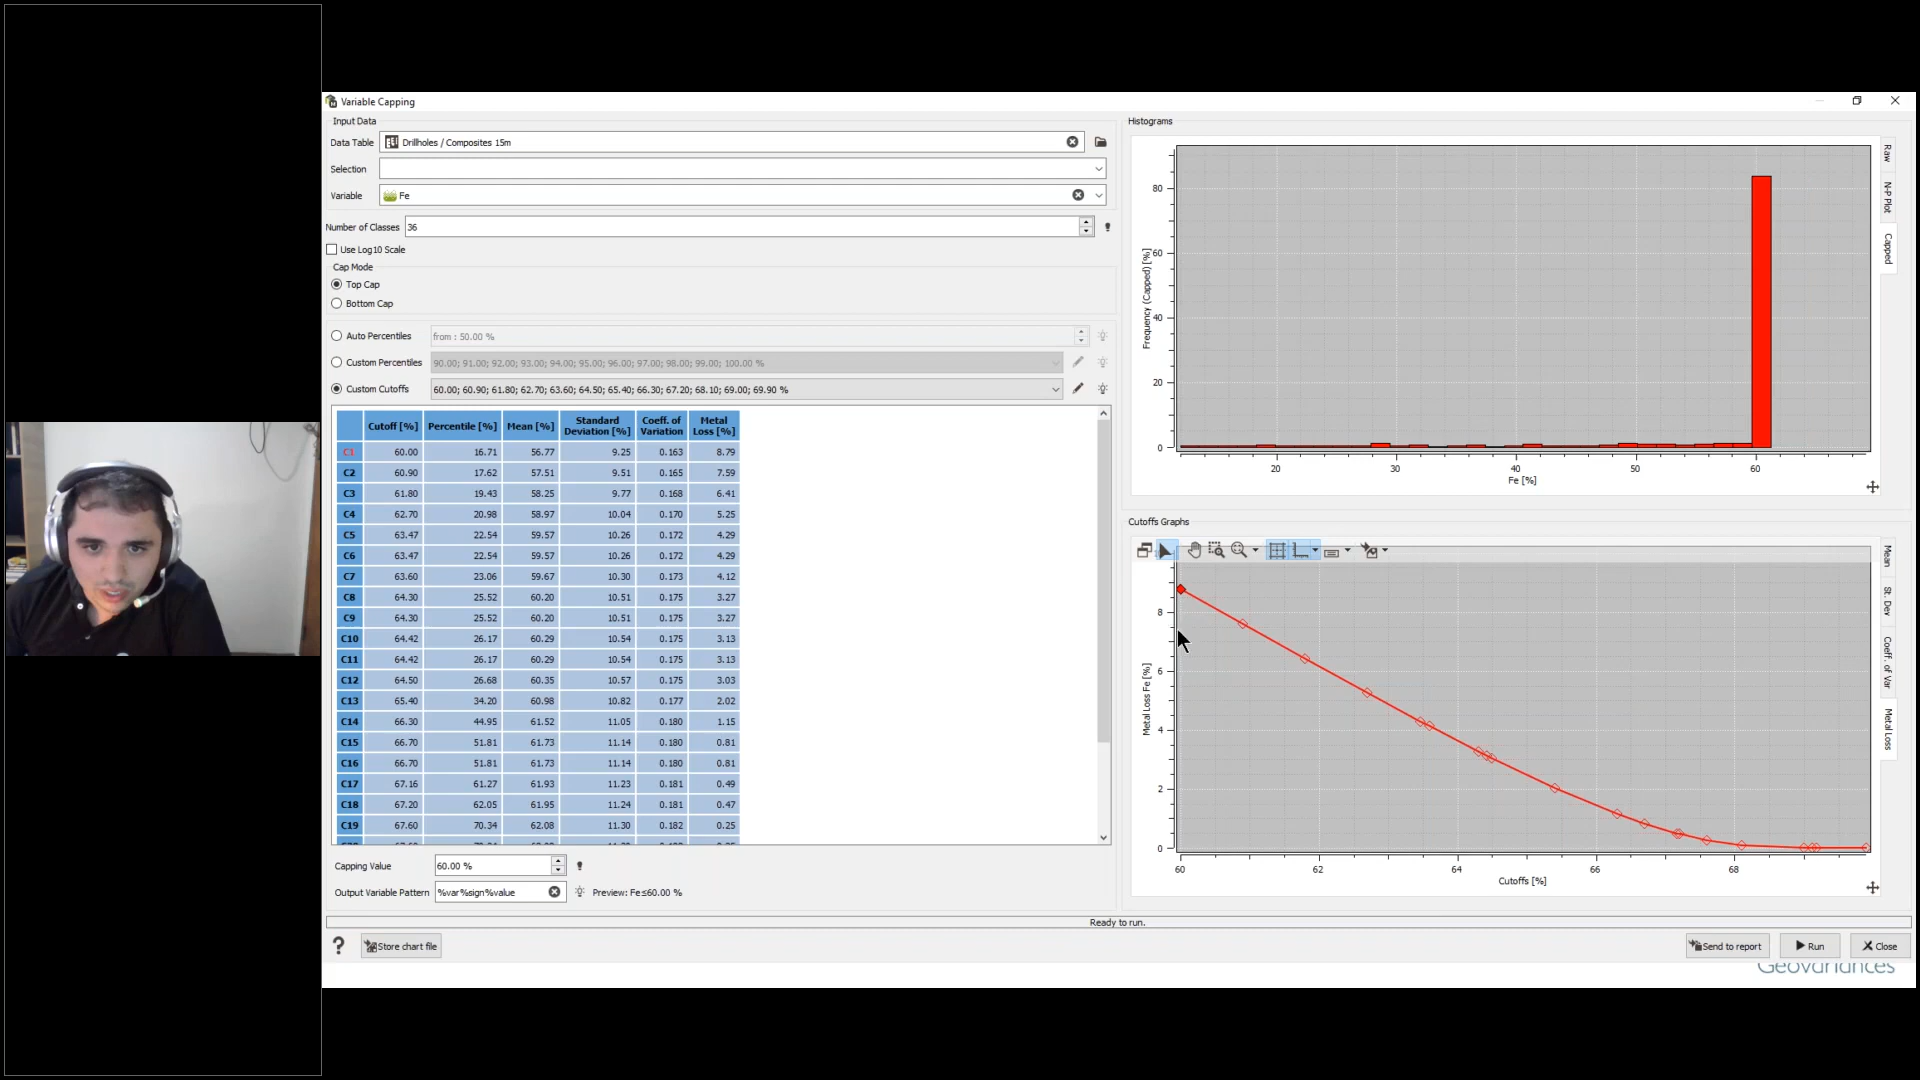 Variable Capping
Input Data
Data Table Drillholes / Composites 15m
Selection
Variable Fe
Number of Classes 36
Use Log10 Scale
Cap Mode
Top Cap
Bottom Cap
Auto Percentiles from : 50.00 %
Custom Percentiles 90.00; 91.00; 92.00; 93.00; 94.00; 95.00; 96.00; 97.00; 98.00; 99.00; 100.00 %
Custom Cutoffs 60.00; 60.90; 61.80; 62.70; 63.60; 64.50; 65.40; 66.30; 67.20; 68.10; 69.00; 69.90 %
Cutoff [%] Percentile [%] Mean [%] Standard Deviation [%] Coeff. of Variation Metal Loss [%]
C1 60.00 16.71 56.77 9.25 0.163 8.79
C2 60.90 17.62 57.51 9.51 0.165 7.59
C3 61.80 19.43 58.25 9.77 0.168 6.41
C4 62.70 20.98 58.97 10.04 0.170 5.25
C5 63.47 22.54 59.57 10.26 0.172 4.29
C6 63.47 22.54 59.57 10.26 0.172 4.29
C7 63.60 23.06 59.67 10.30 0.173 4.12
C8 64.30 25.52 60.20 10.51 0.175 3.27
C9 64.30 25.52 60.20 10.51 0.175 3.27
C10 64.42 26.17 60.29 10.54 0.175 3.13
C11 64.42 26.17 60.29 10.54 0.175 3.13
C12 64.50 26.68 60.35 10.57 0.175 3.03
C13 65.40 34.20 60.98 10.82 0.177 2.02
C14 66.30 44.95 61.52 11.05 0.180 1.15
C15 66.70 51.81 61.73 11.14 0.180 0.81
C16 66.70 51.81 61.73 11.14 0.180 0.81
C17 67.16 61.27 61.93 11.23 0.181 0.49
C18 67.20 62.05 61.95 11.24 0.181 0.47
C19 67.60 70.34 62.08 11.30 0.182 0.25
Capping Value 60.00 %
Output Variable Pattern %var%sign%value Preview: Fe≤60.00 %
Histograms
Frequency (Capped) [%]
80
60
40
20
0
20 30 40 50 60
Fe [%]
Raw
N-P Plot
Capped
Cutoffs Graphs
Metal Loss Fe [%]
8
6
4
2
0
60 62 64 66 68
Cutoffs [%]
Mean
St. Dev
Coeff. of Var
Metal Loss
Ready to run.
? Store chart file
Send to report Run Close
Geovariances